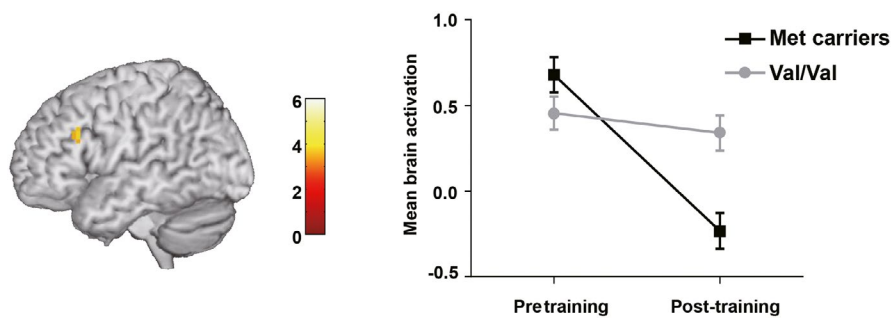 6
4
2
0
Mean brain activation
1.0
0.5
0.0
-0.5
Met carriers
Val/Val
Pretraining
Post-training